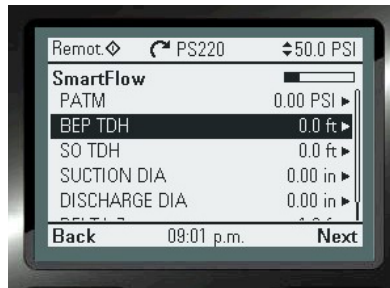 Remot. PS220 50.0 PSI
SmartFlow
PATM 0.00 PSI
BEP TDH 0.0 ft
SO TDH 0.0 ft
SUCTION DIA 0.00 in
DISCHARGE DIA 0.00 in
Back 09:01 p.m. Next